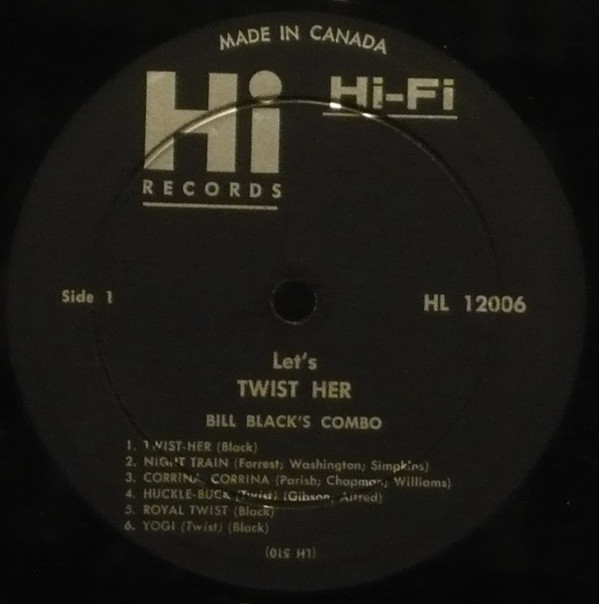 MADE IN CANADA
Hi Hi-Fi
RECORDS
Side 1 HL 12006
Let's
TWIST HER
BILL BLACK'S COMBO
1. TWIST-HER (Black)
2. NIGHT TRAIN (Forrest; Washington; Simpkins)
3. CORRINA, CORRINA (Parish; Chapman; Williams)
4. HUCKLE-BUCK (Twist) (Gibson; Alfred)
5. ROYAL TWIST (Black)
6. YOGI (Twist) (Black)
(LH 510)